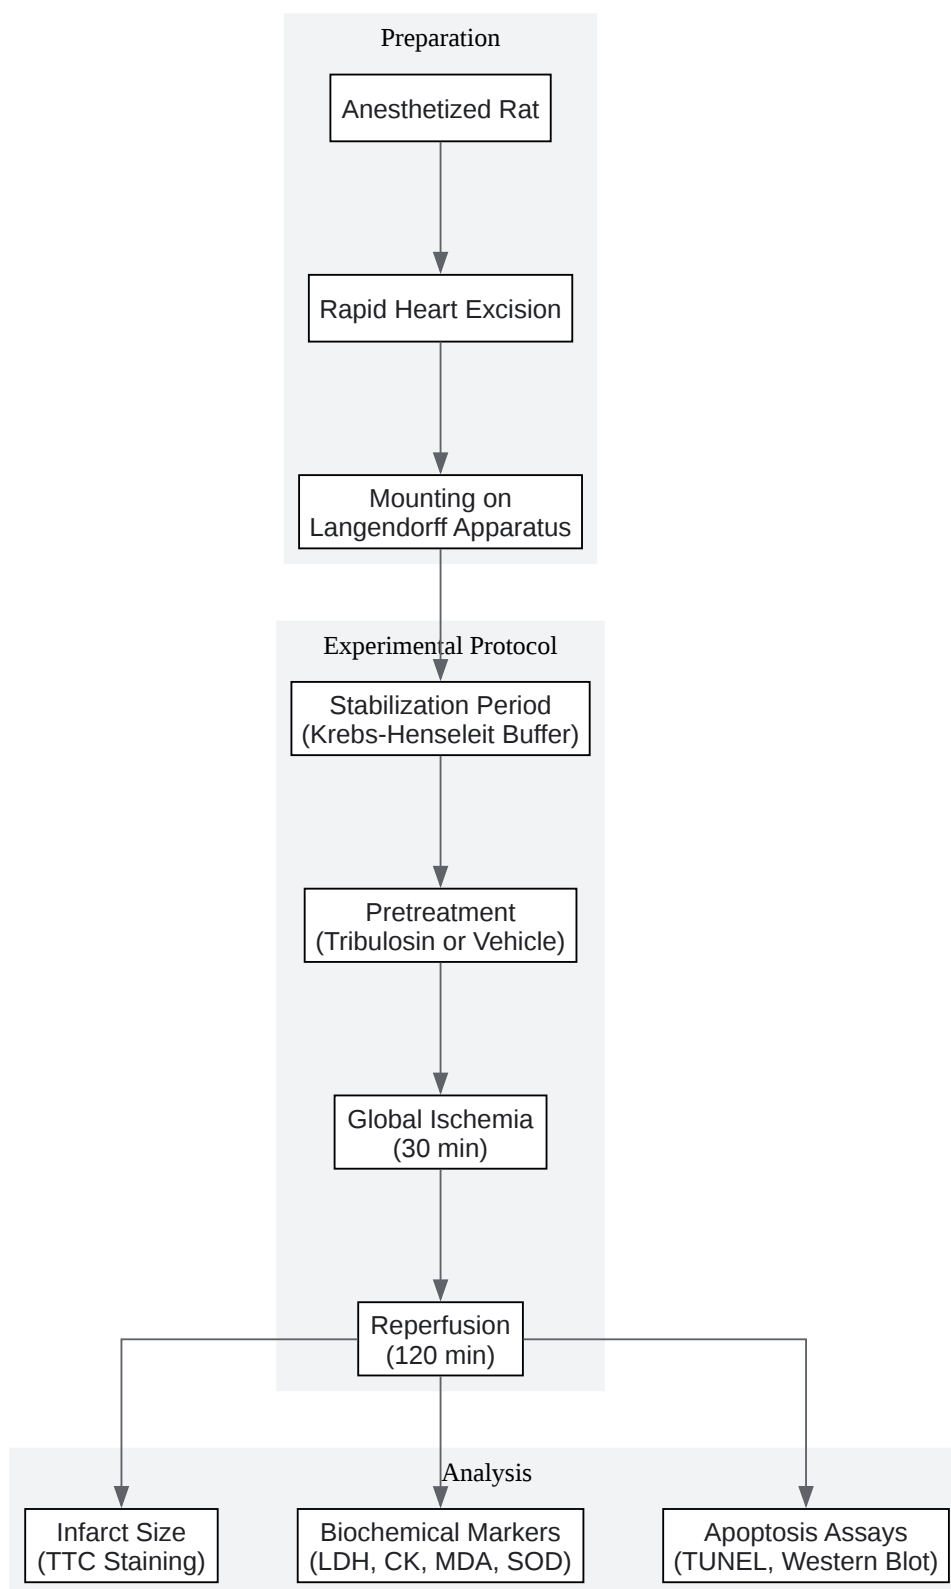 Preparation
Anesthetized Rat
Rapid Heart Excision
Mounting on
Langendorff Apparatus
Experimental Protocol
Stabilization Period
(Krebs-Henseleit Buffer)
Pretreatment
(Tribulosin or Vehicle)
Global Ischemia
(30 min)
Reperfusion
(120 min)
Analysis
Infarct Size
(TTC Staining)
Biochemical Markers
(LDH, CK, MDA, SOD)
Apoptosis Assays
(TUNEL, Western Blot)